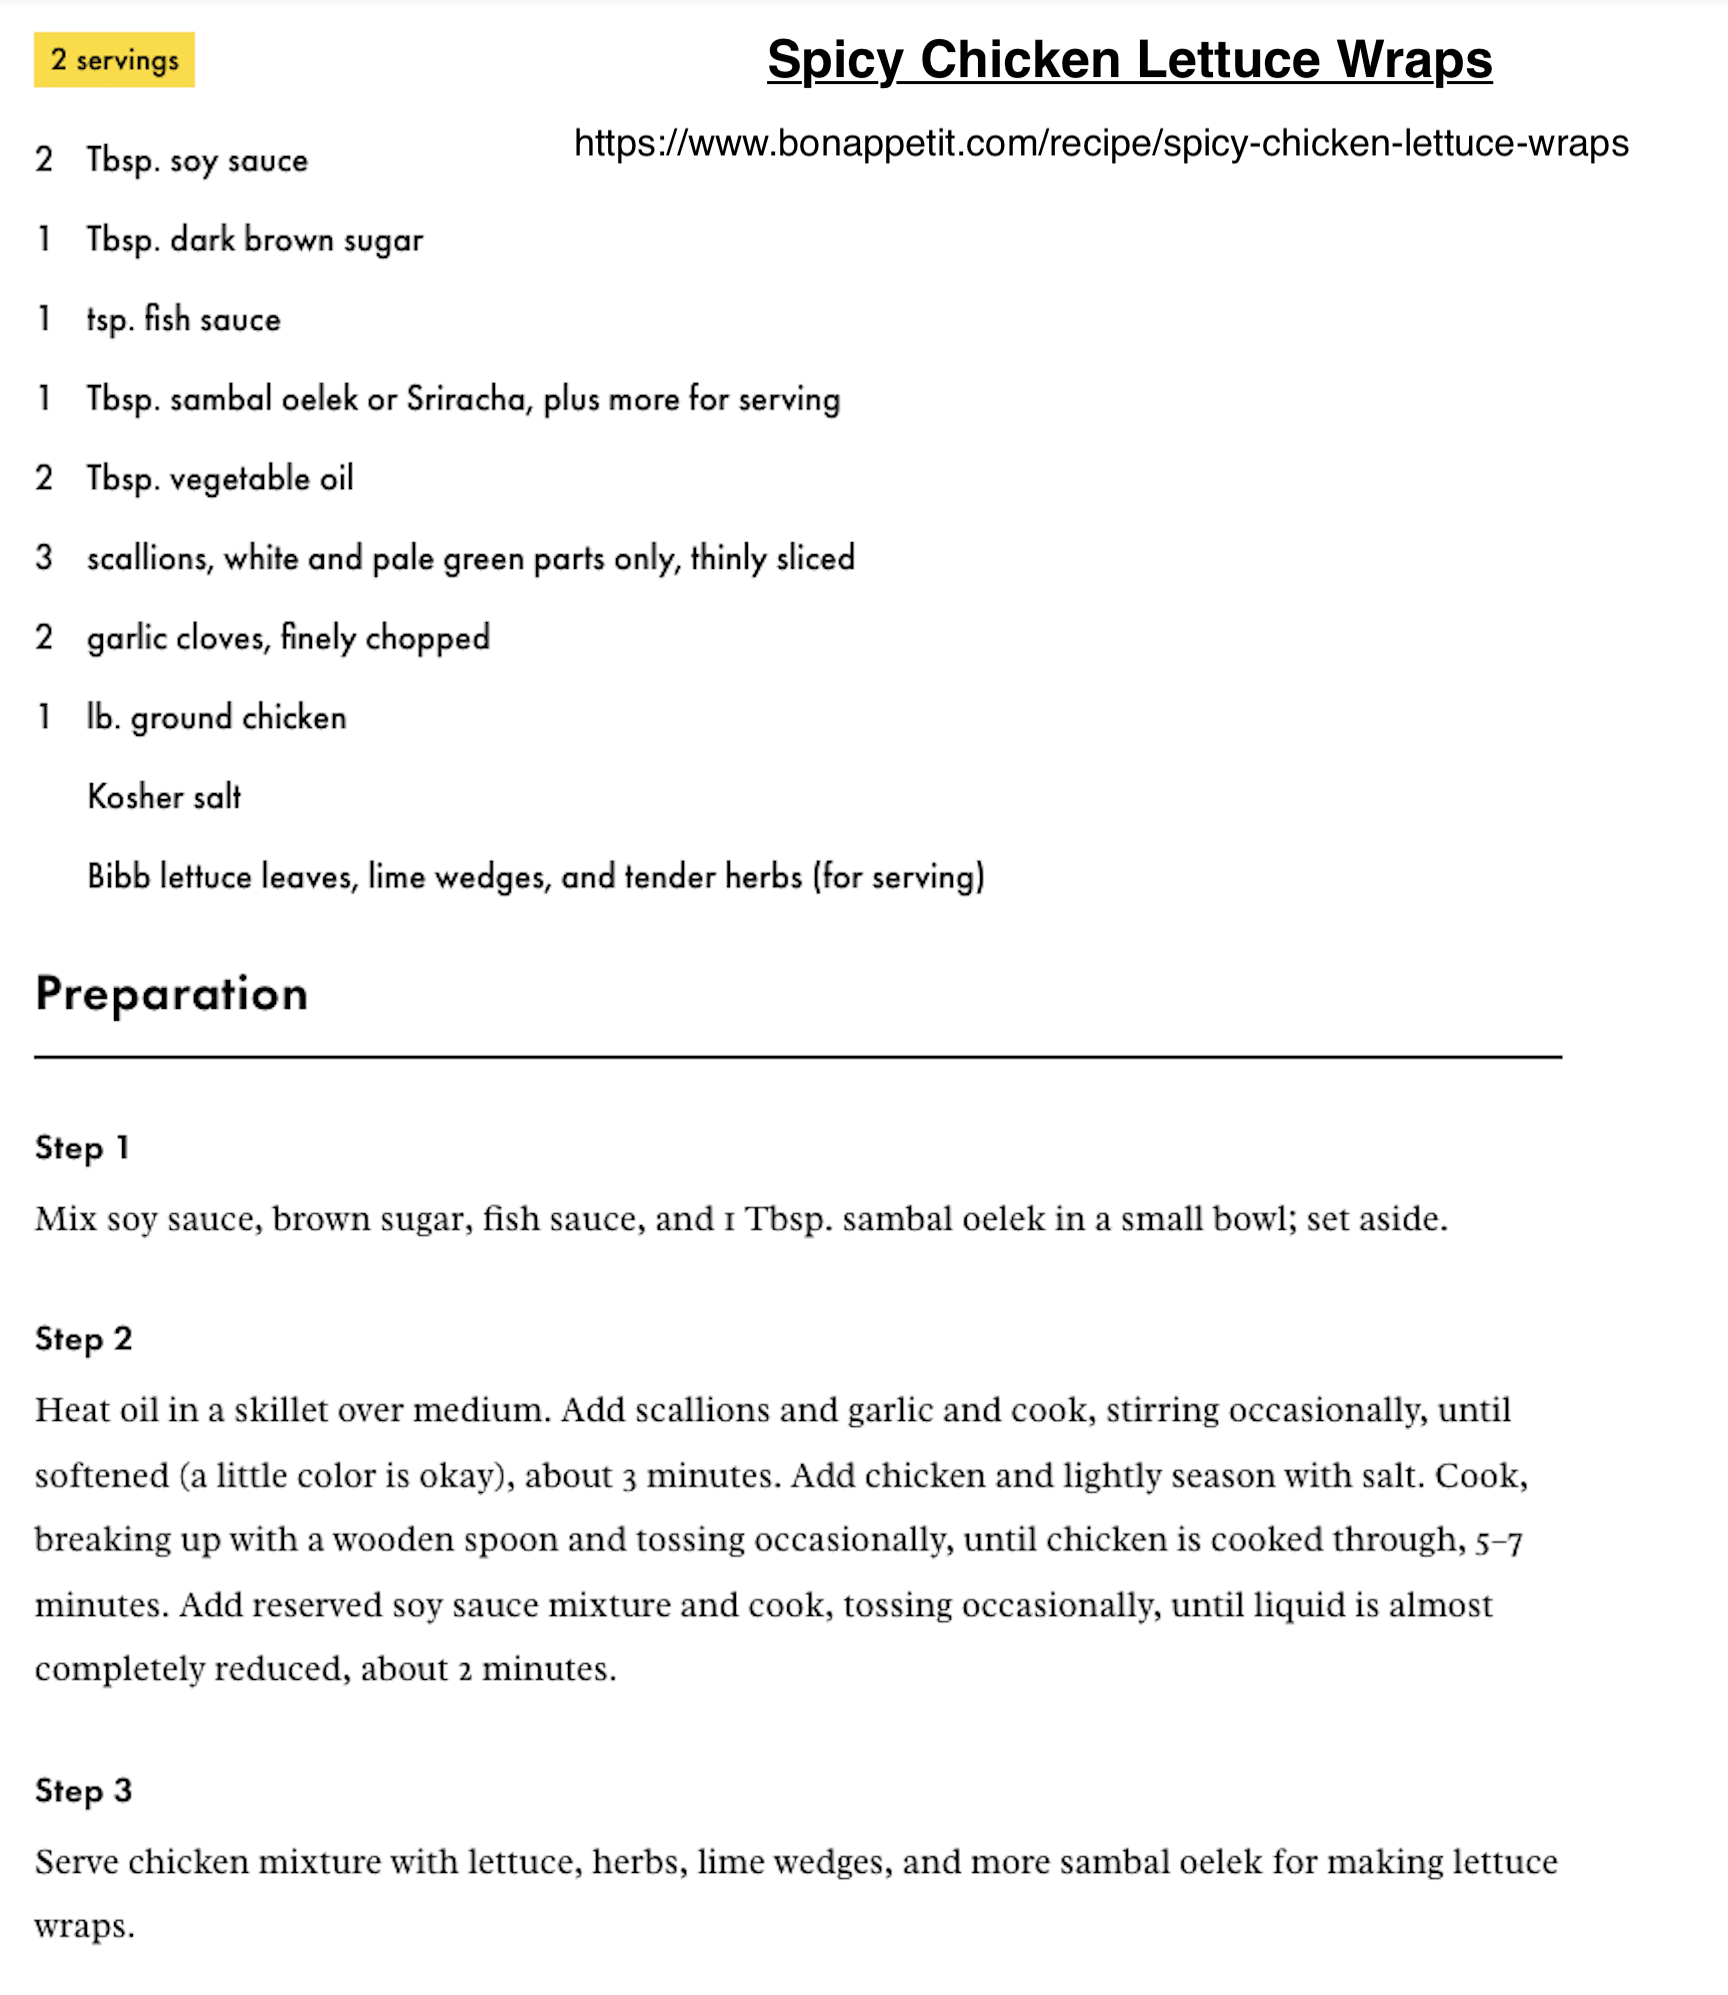 2 servings
Spicy Chicken Lettuce Wraps
https://www.bonappetit.com/recipe/spicy-chicken-lettuce-wraps
2 Tbsp. soy sauce
1 Tbsp. dark brown sugar
1 tsp. fish sauce
1 Tbsp. sambal oelek or Sriracha, plus more for serving
2 Tbsp. vegetable oil
3 scallions, white and pale green parts only, thinly sliced
2 garlic cloves, finely chopped
1 lb. ground chicken
Kosher salt
Bibb lettuce leaves, lime wedges, and tender herbs (for serving)
Preparation
Step 1
Mix soy sauce, brown sugar, fish sauce, and 1 Tbsp. sambal oelek in a small bowl; set aside.
Step 2
Heat oil in a skillet over medium. Add scallions and garlic and cook, stirring occasionally, until
softened (a little color is okay), about 3 minutes. Add chicken and lightly season with salt. Cook,
breaking up with a wooden spoon and tossing occasionally, until chicken is cooked through, 5–7
minutes. Add reserved soy sauce mixture and cook, tossing occasionally, until liquid is almost
completely reduced, about 2 minutes.
Step 3
Serve chicken mixture with lettuce, herbs, lime wedges, and more sambal oelek for making lettuce
wraps.